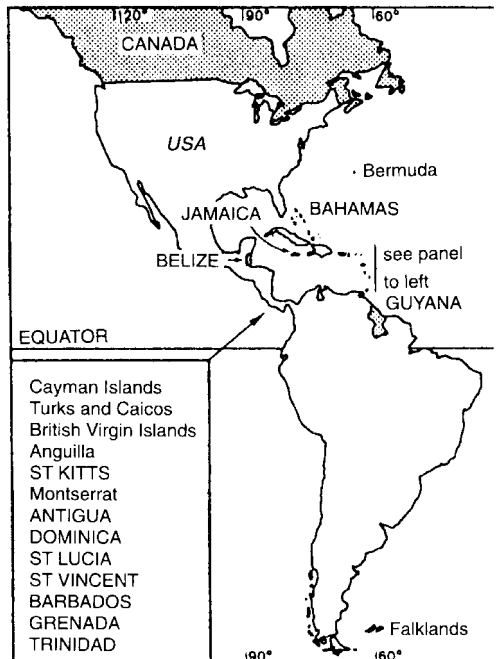 120°
90°
60°
CANADA
USA
Bermuda
JAMAICA
BAHAMAS
BELIZE
see panel
to left
GUYANA
EQUATOR
Cayman Islands
Turks and Caicos
British Virgin Islands
Anguilla
ST KITTS
Montserrat
ANTIGUA
DOMINICA
ST LUCIA
ST VINCENT
BARBADOS
GRENADA
TRINIDAD
Falklands
90°
60°